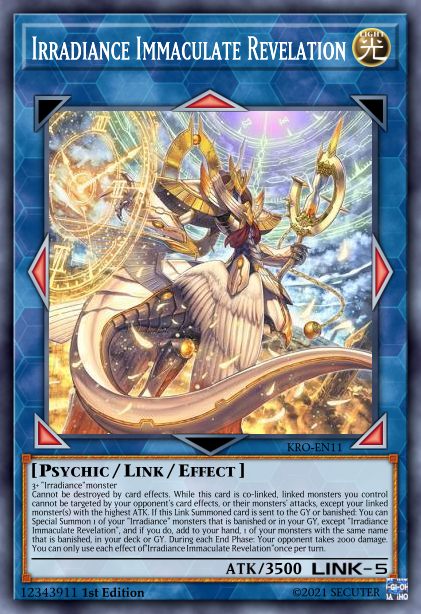 IRRADIANCE IMMACULATE REVELATION
LIGHT
光
KRO-EN11
[PSYCHIC / LINK / EFFECT]
3+ "Irradiance"monster
Cannot be destroyed by card effects. While this card is co-linked, linked monsters you control
cannot be targeted by your opponent's card effects, or their monsters' attacks, except your linked
monster(s) with the highest ATK. If this Link Summoned card is sent to the GY or banished: You can
Special Summon 1 of your "Irradiance" monsters that is banished or in your GY, except "Irradiance
Immaculate Revelation", and if you do, add to your hand, 1 of your monsters with the same name
that is banished, in your deck or GY. During each End Phase: Your opponent takes 2000 damage.
You can only use each effect of"Irradiance Immaculate Revelation"once per turn.
ATK/3500 LINK-5
12343911 1st Edition ©2021 SECUTER